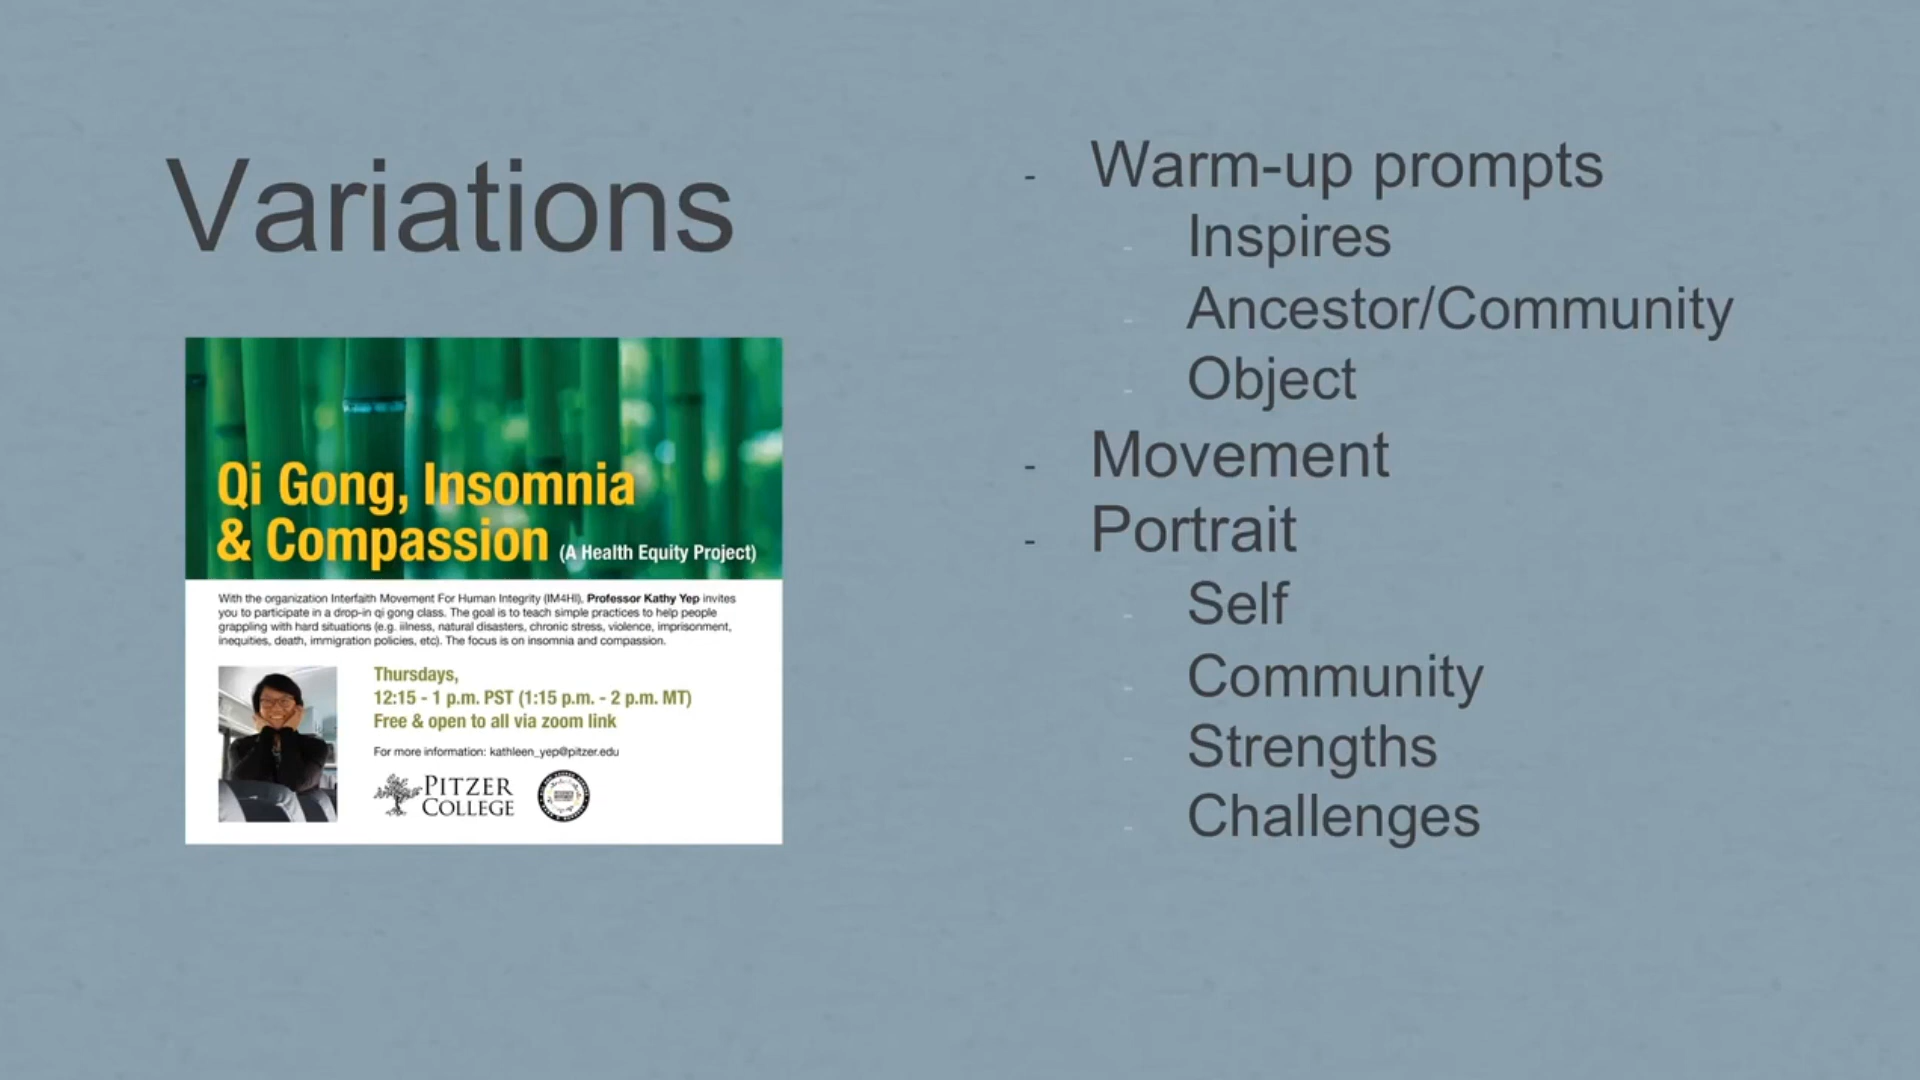 Variations
Qi Gong, Insomnia
& Compassion (A Health Equity Project)
With the organization Interfaith Movement For Human Integrity (IM4HI), Professor Kathy Yep invites
you to participate in a drop-in qi gong class. The goal is to teach simple practices to help people
grappling with hard situations (e.g. illness, natural disasters, chronic stress, violence, imprisonment,
inequities, death, immigration policies, etc). The focus is on insomnia and compassion.
Thursdays,
12:15 - 1 p.m. PST (1:15 p.m. - 2 p.m. MT)
Free & open to all via zoom link
For more information: kathleen_yep@pitzer.edu
PITZER
COLLEGE
- Warm-up prompts
- Inspires
- Ancestor/Community
- Object
- Movement
- Portrait
- Self
- Community
- Strengths
- Challenges